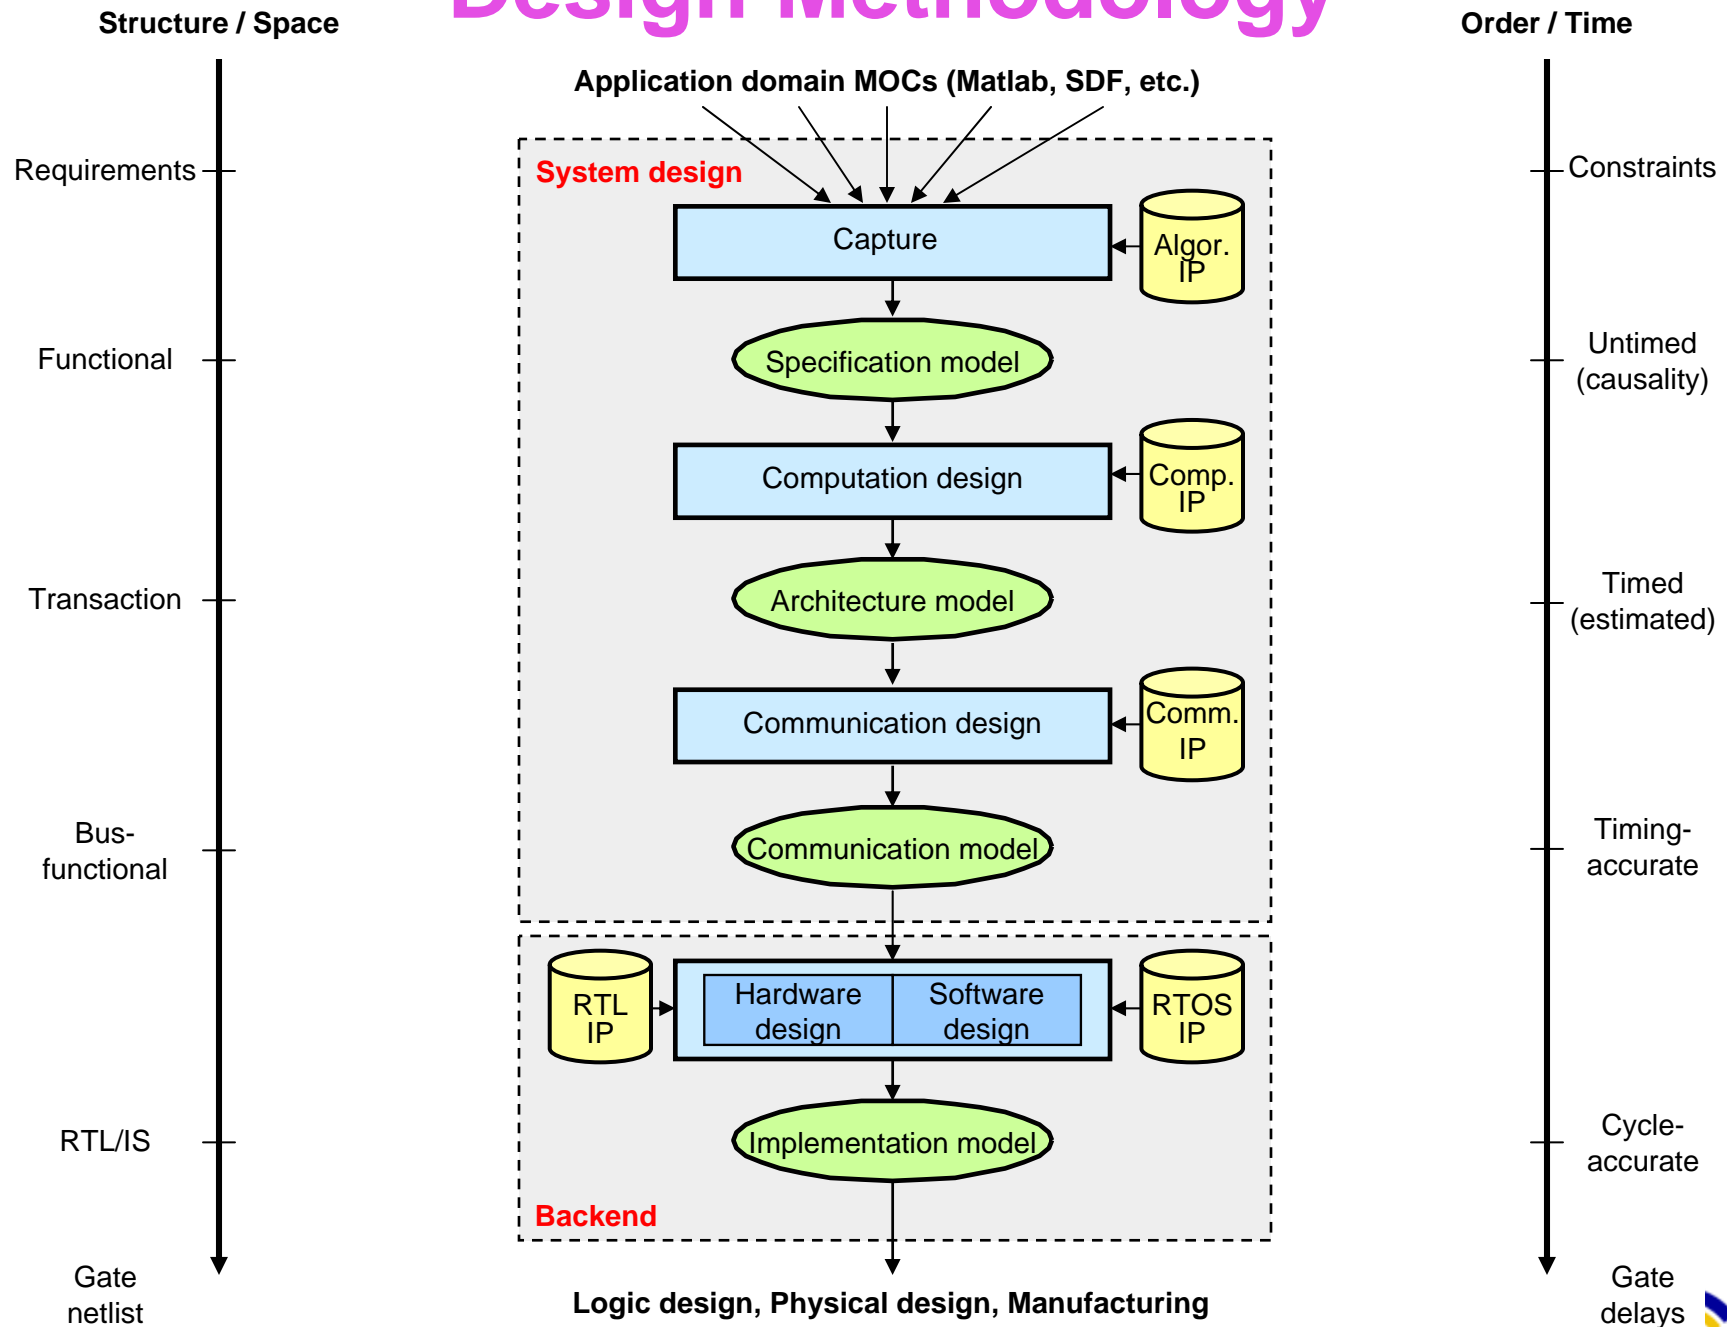 Design Methodology
Structure / Space
Order / Time
Application domain MOCs (Matlab, SDF, etc.)
Requirements
System design
Constraints
Capture
Algor.
IP
Functional
Specification model
Untimed
(causality)
Computation design
Comp.
IP
Transaction
Architecture model
Timed
(estimated)
Communication design
Comm.
IP
Bus-
functional
Communication model
Timing-
accurate
RTL
IP
Hardware
design
Software
design
RTOS
IP
RTL/IS
Implementation model
Cycle-
accurate
Backend
Gate
netlist
Logic design, Physical design, Manufacturing
Gate
delays